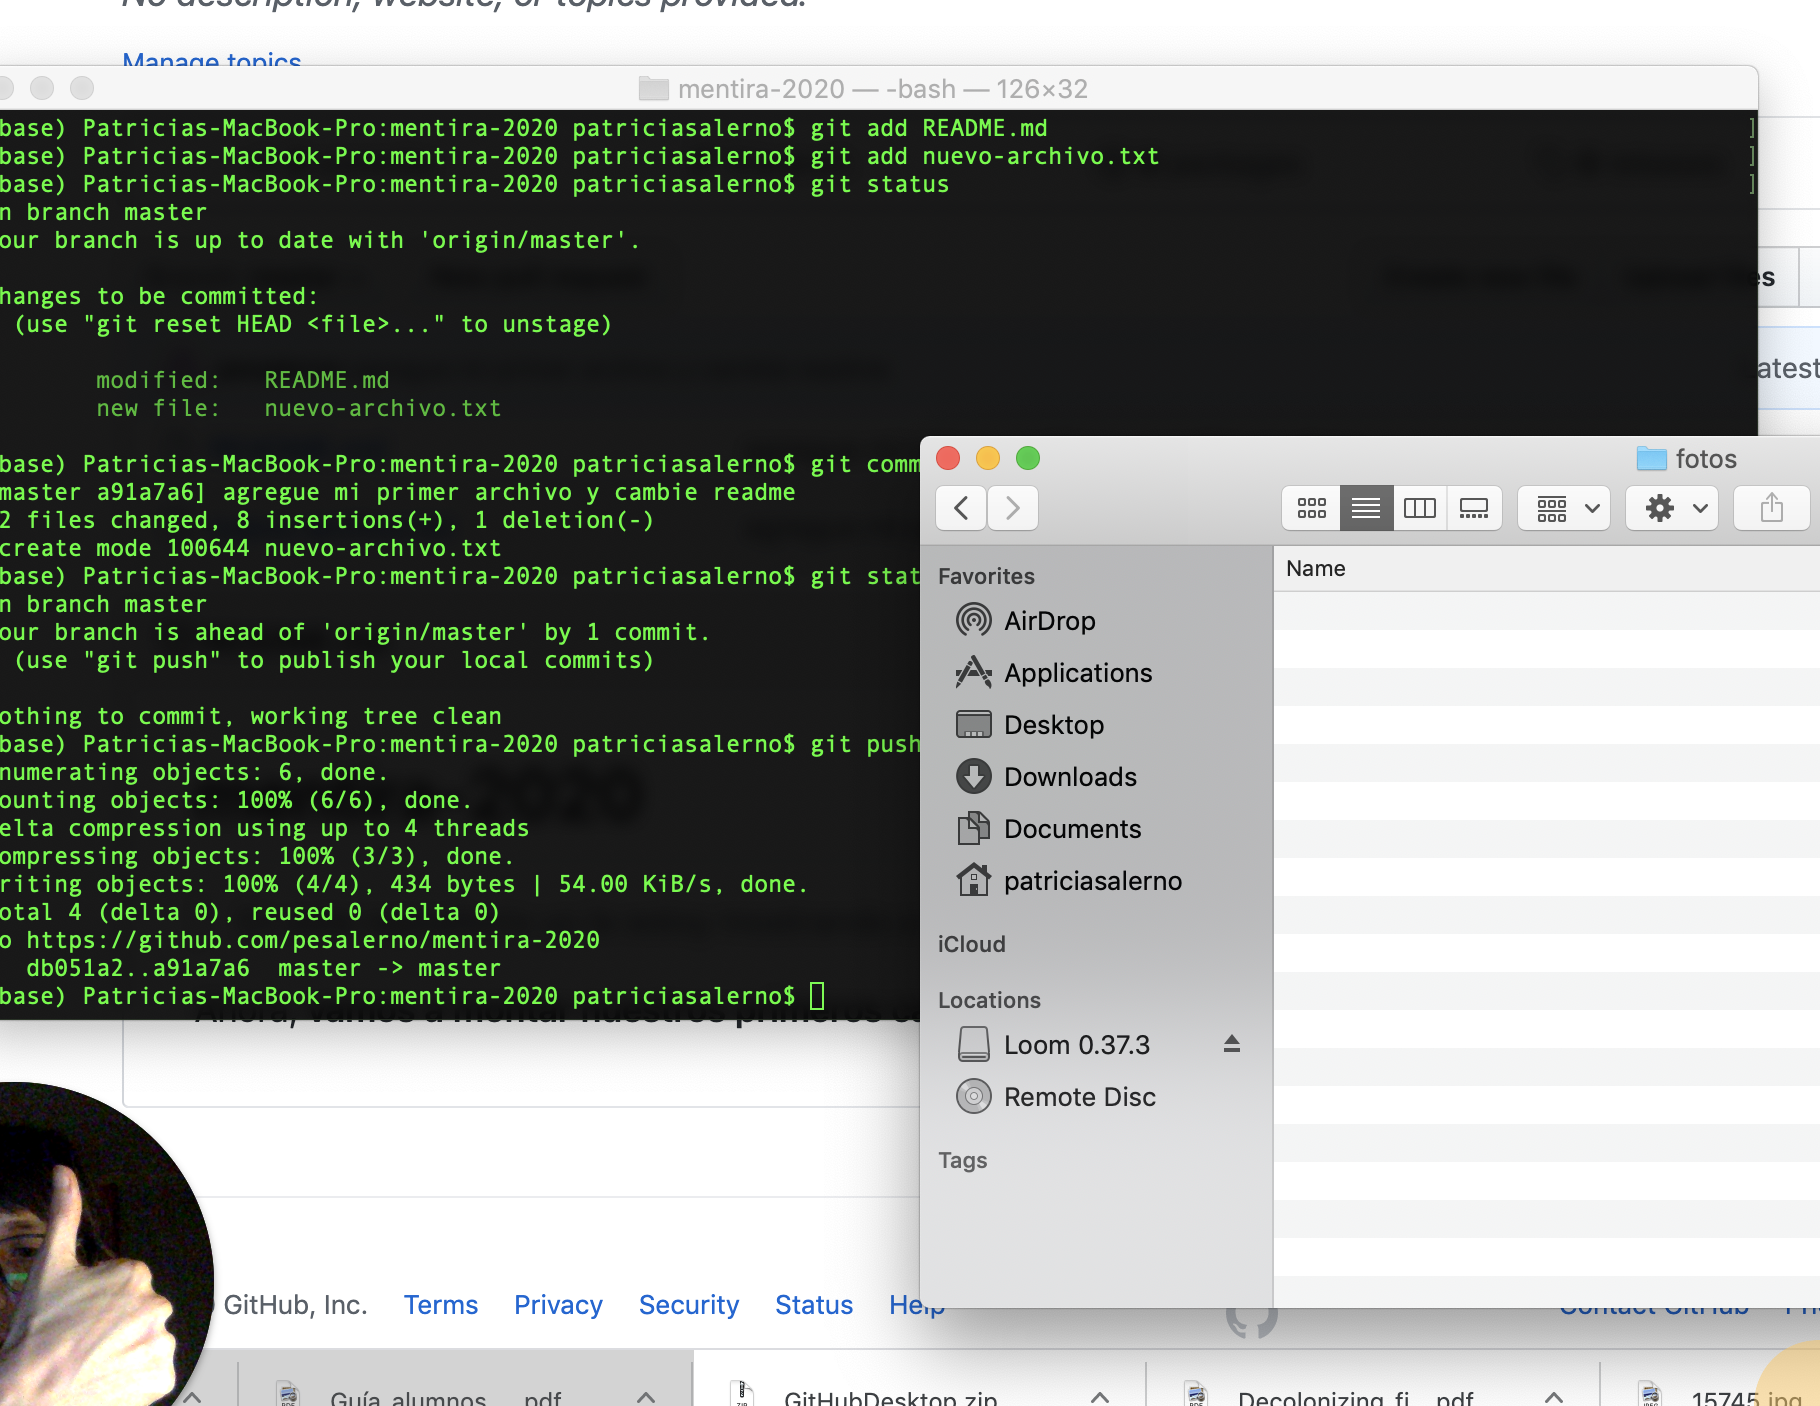 No description, website, or topics provided.
Manage topics
mentira-2020 — -bash — 126×32
base) Patricias-MacBook-Pro:mentira-2020 patriciasalerno$ git add README.md ]
base) Patricias-MacBook-Pro:mentira-2020 patriciasalerno$ git add nuevo-archivo.txt ]
base) Patricias-MacBook-Pro:mentira-2020 patriciasalerno$ git status ]
n branch master
our branch is up to date with 'origin/master'.
es
hanges to be committed:
(use "git reset HEAD <file>..." to unstage)
atest
modified: README.md
new file: nuevo-archivo.txt
base) Patricias-MacBook-Pro:mentira-2020 patriciasalerno$ git comm
master a91a7a6] agregue mi primer archivo y cambie readme
2 files changed, 8 insertions(+), 1 deletion(-)
create mode 100644 nuevo-archivo.txt
base) Patricias-MacBook-Pro:mentira-2020 patriciasalerno$ git stat
n branch master
our branch is ahead of 'origin/master' by 1 commit.
(use "git push" to publish your local commits)
othing to commit, working tree clean
base) Patricias-MacBook-Pro:mentira-2020 patriciasalerno$ git push
numerating objects: 6, done.
ounting objects: 100% (6/6), done.
elta compression using up to 4 threads
ompressing objects: 100% (3/3), done.
riting objects: 100% (4/4), 434 bytes | 54.00 KiB/s, done.
otal 4 (delta 0), reused 0 (delta 0)
o https://github.com/pesalerno/mentira-2020
db051a2..a91a7a6 master -> master
base) Patricias-MacBook-Pro:mentira-2020 patriciasalerno$
Ahora, vamos a montar nuestros primeros
fotos
Favorites
AirDrop
Applications
Desktop
Downloads
Documents
patriciasalerno
iCloud
Locations
Loom 0.37.3
Remote Disc
Tags
Name
GitHub, Inc. Terms Privacy Security Status Help
Contact GitHub
Guía_alumnos_....pdf
GitHubDesktop.zip
Decolonizing_fi....pdf
15745.jpg